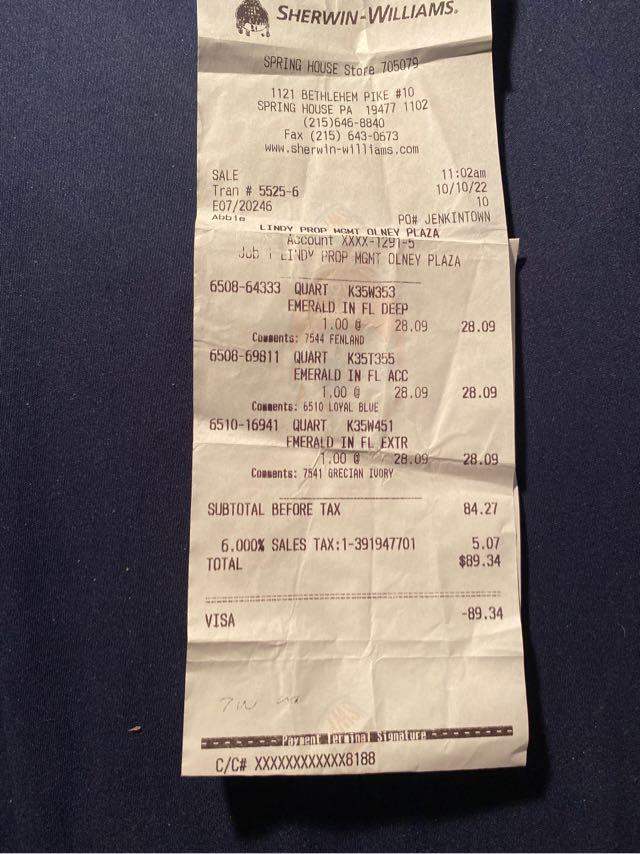 SHERWIN-WILLIAMS.
SPRING HOUSE Store 705079
1121 BETHLEHEM PIKE #10
SPRING HOUSE PA 19477 1102
(215)646-8840
Fax (215) 643-0673
www.sherwin-williams.com
SALE 11:02am
Tran # 5525-6 10/10/22
E07/20246 10
Abbie PO# JENKINTOWN
LINDY PROP MGMT OLNEY PLAZA
Account XXXX-1291-5
Job 1 LINDY PROP MGMT OLNEY PLAZA
6508-64333 QUART K35W353
EMERALD IN FL DEEP
1.00 @ 28.09 28.09
Comments: 7544 FENLAND
6508-69811 QUART K35T355
EMERALD IN FL ACC
1.00 @ 28.09 28.09
Comments: 6510 LOYAL BLUE
6510-16941 QUART K35W451
EMERALD IN FL EXTR
1.00 @ 28.09 28.09
Comments: 7541 GRECIAN IVORY
SUBTOTAL BEFORE TAX 84.27
6.000% SALES TAX:1-391947701 5.07
TOTAL $89.34
VISA -89.34
Payment Terminal Signature
C/C# XXXXXXXXXXXX8188